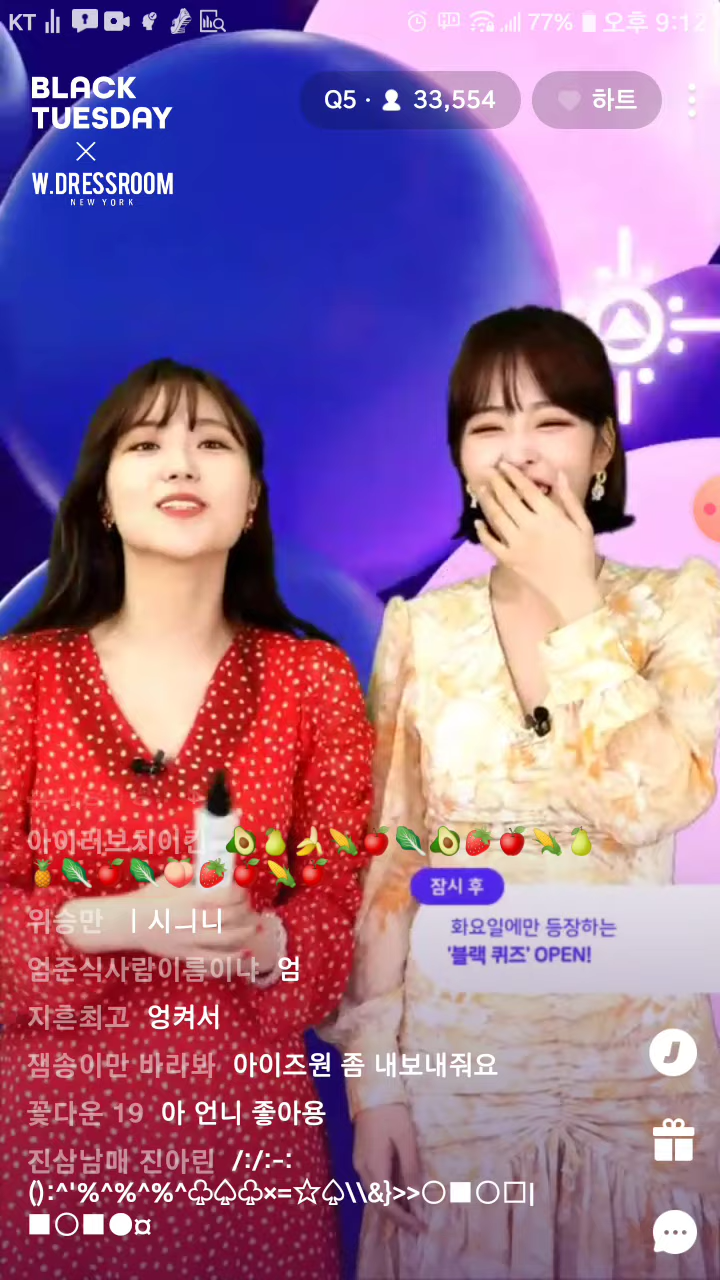 KT 77% 오후 9:12
BLACK
TUESDAY
W.DRESSROOM
NEW YORK
Q5 · 33,554
하트
아이러브치이킨 🥑🍐🍌🌽🍎🥬🥑🍓🍎🌽🍐
🍍🥬🍎🥬🍑🍓🍎🌽🍎
위승만 ㅣ시ㅢ니
엄준식사람이름이냐 엄
지흔최고 엉켜서
잼송이만 바라봐 아이즈원 좀 내보내줘요
꽃다운 19 아 언니 좋아용
진삼남매 진아린 /:/:-:
():^'%^%^%^♧♤♧×=☆♤\\&}>>○■○□|
■○■●¤
잠시 후
화요일에만 등장하는
'블랙 퀴즈' OPEN!
J